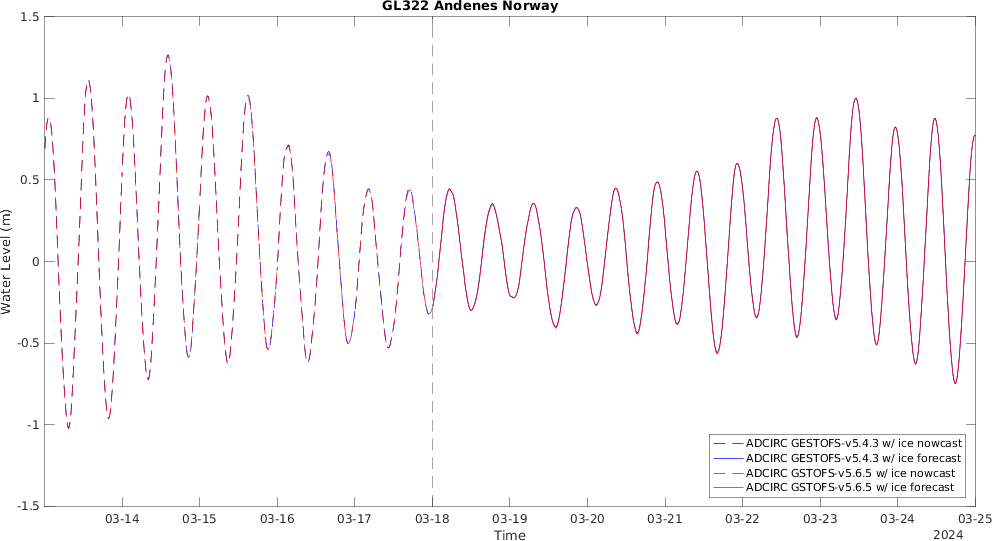 GL322 Andenes Norway
1.5
1
0.5
0
-0.5
-1
-1.5
Water Level (m)
ADCIRC GESTOFS-v5.4.3 w/ ice nowcast
ADCIRC GESTOFS-v5.4.3 w/ ice forecast
ADCIRC GSTOFS-v5.6.5 w/ ice nowcast
ADCIRC GSTOFS-v5.6.5 w/ ice forecast
03-14 03-15 03-16 03-17 03-18 03-19 03-20 03-21 03-22 03-23 03-24 03-25
Time
2024